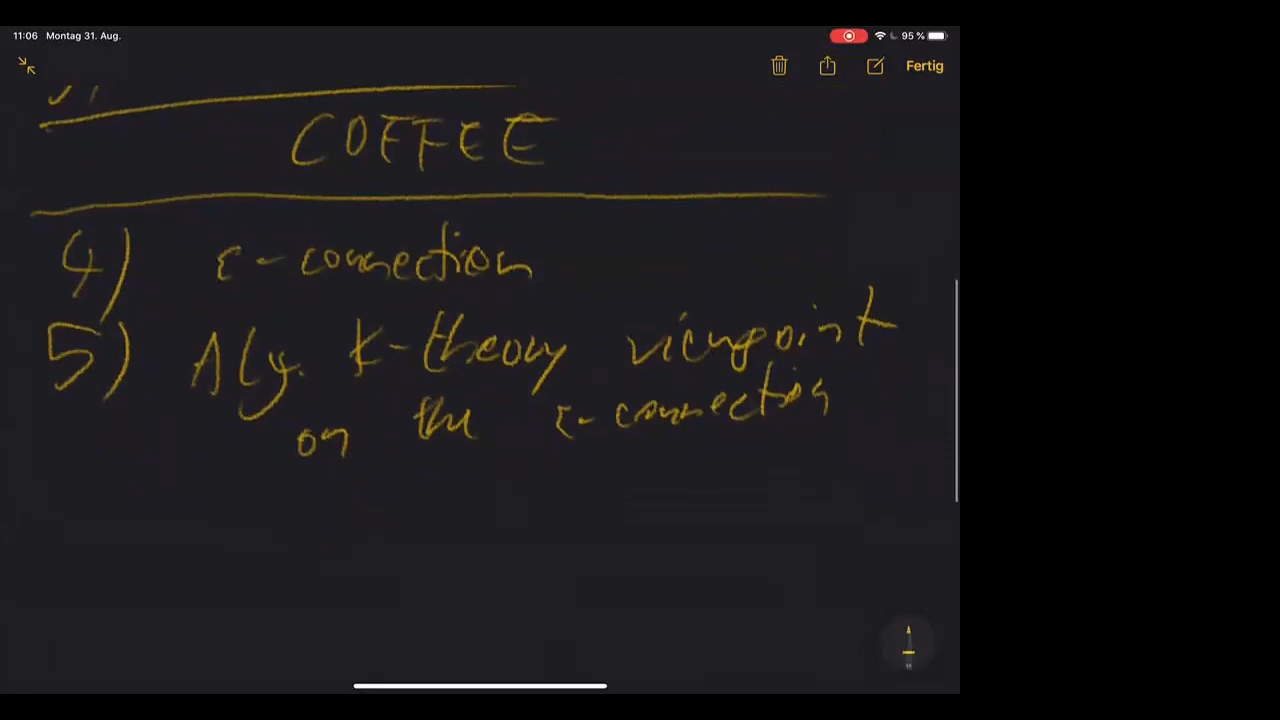 11:06 Montag 31. Aug. 95 %
Fertig
COFFEE
4) ε-connection
5) Alg. K-theory viewpoint
on the ε-connection